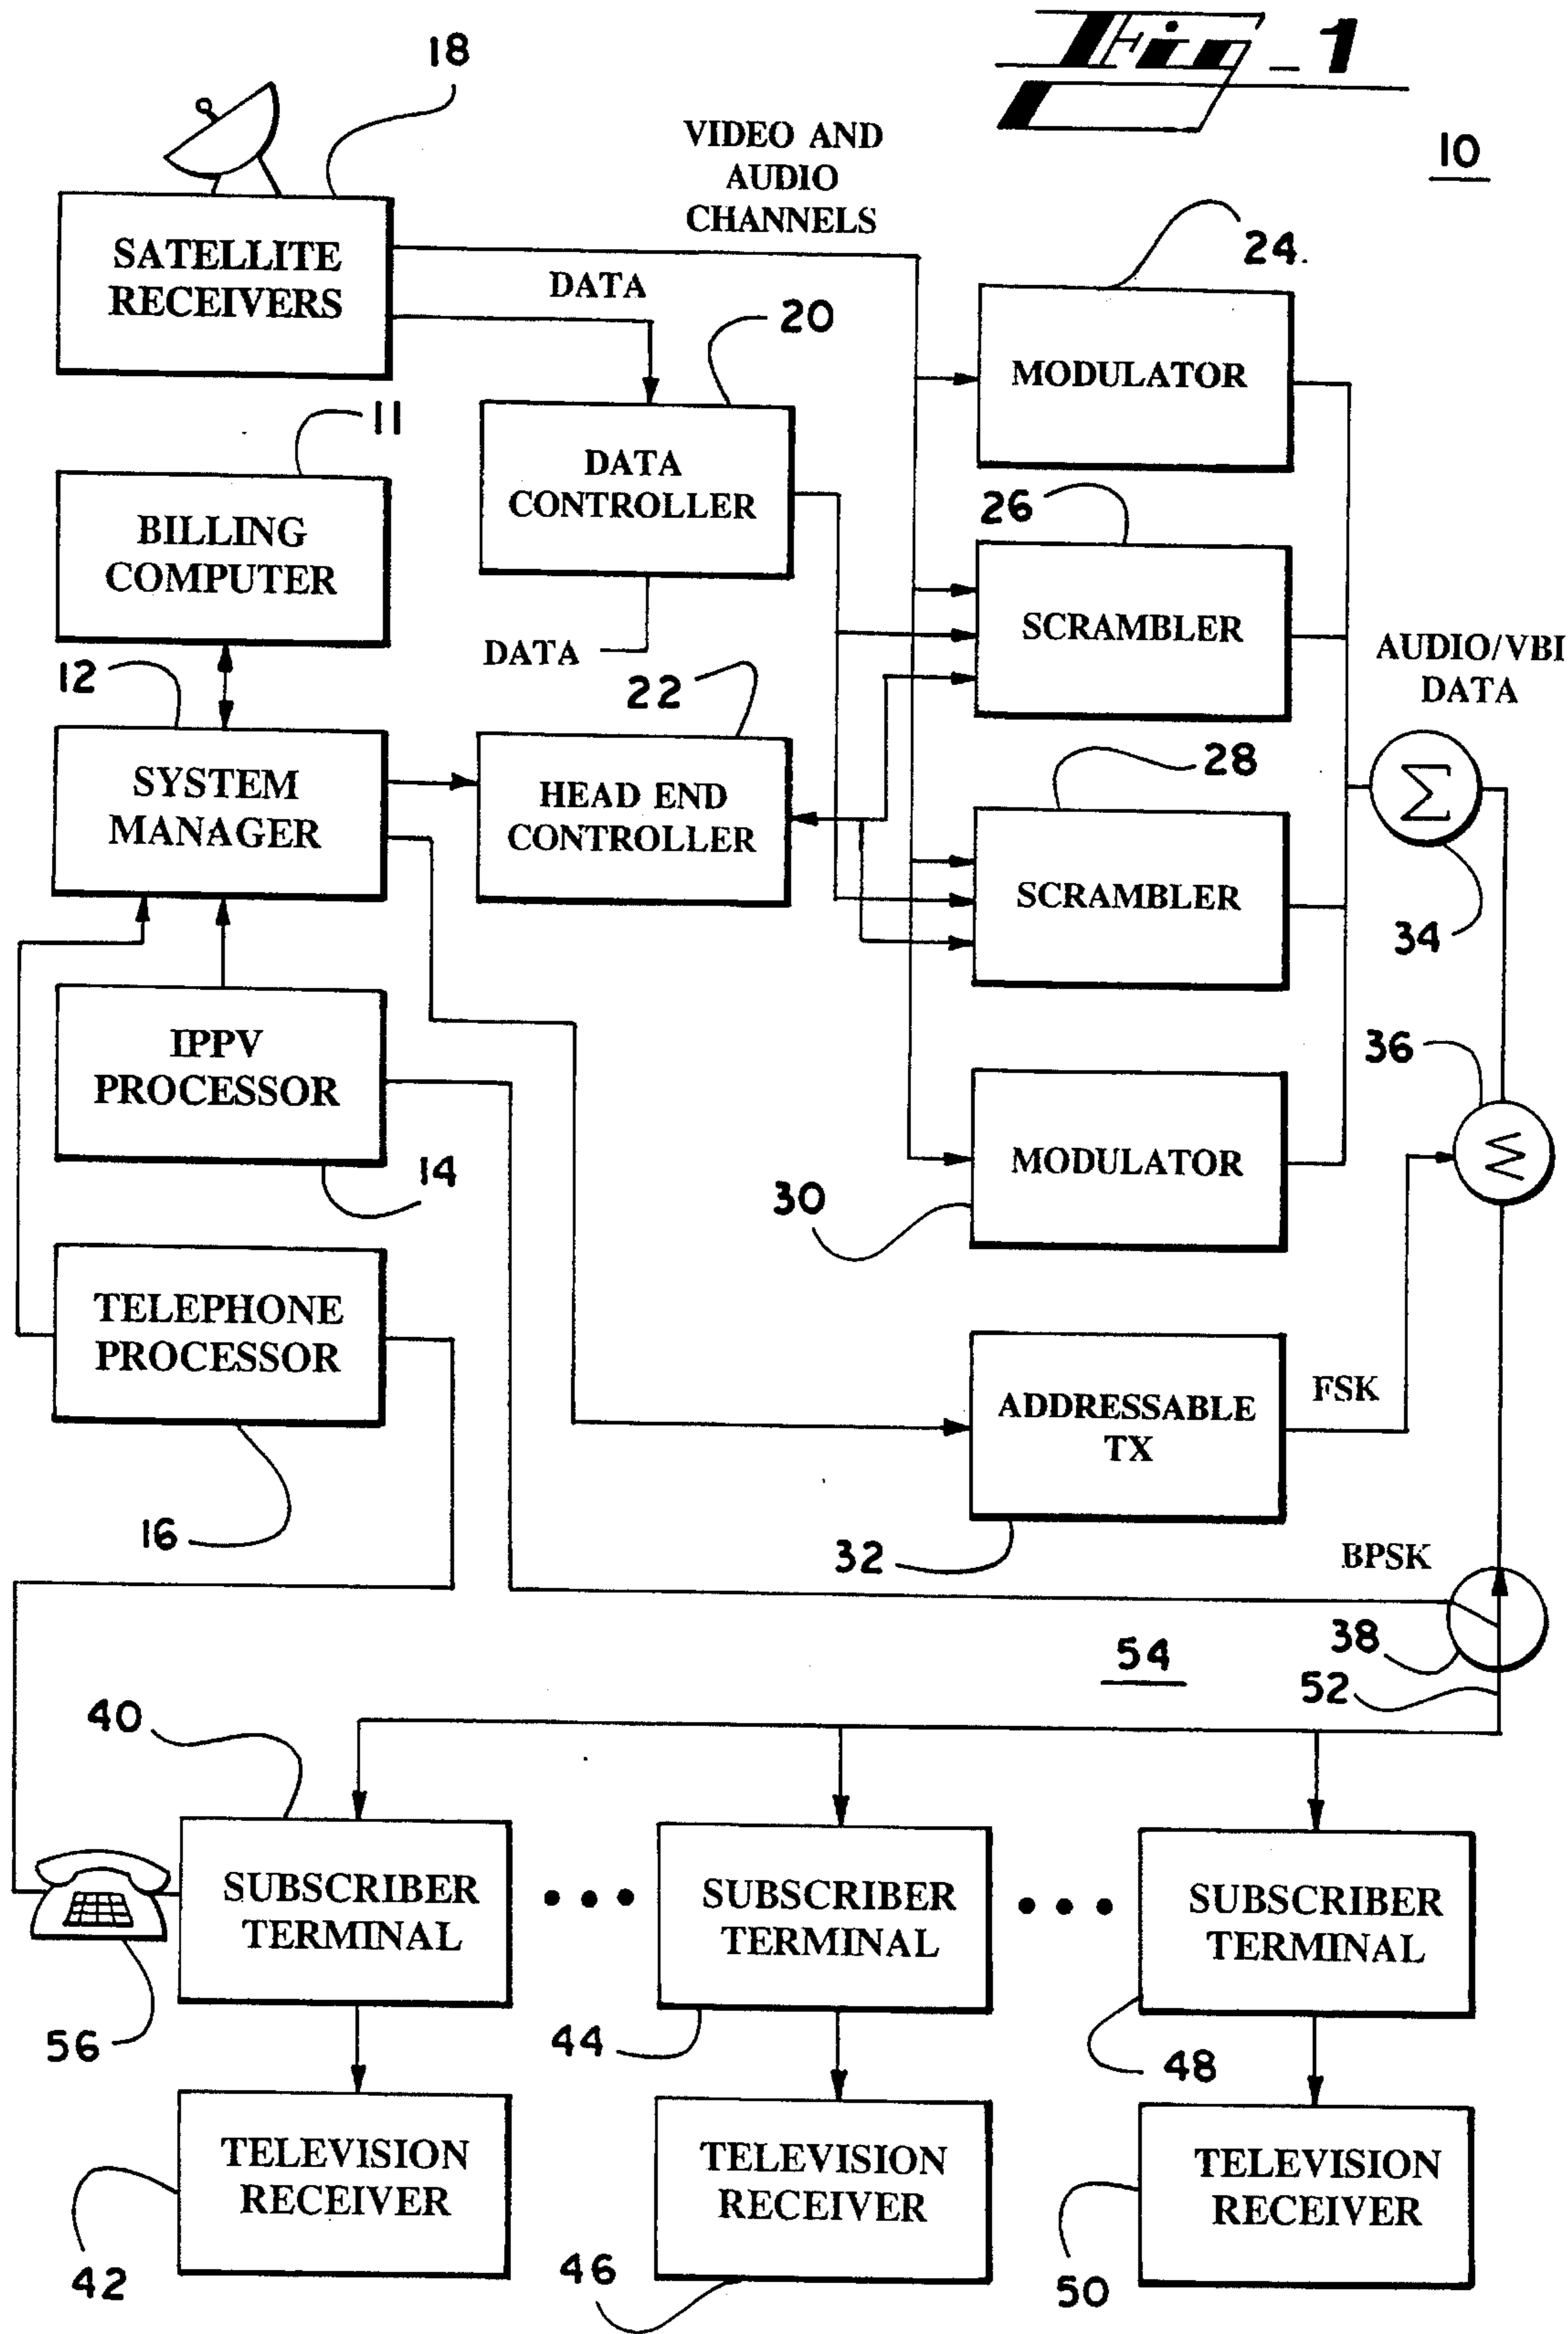 Fig_1
10
18
VIDEO AND
AUDIO
CHANNELS
24
SATELLITE
RECEIVERS
DATA
20
MODULATOR
11
DATA
CONTROLLER
26
BILLING
COMPUTER
SCRAMBLER
DATA
AUDIO/VBI
DATA
12
22
28
SYSTEM
MANAGER
HEAD END
CONTROLLER
Σ
SCRAMBLER
34
IPPV
PROCESSOR
36
Σ
14
MODULATOR
30
TELEPHONE
PROCESSOR
FSK
ADDRESSABLE
TX
16
32
BPSK
38
54
52
40
SUBSCRIBER
TERMINAL
SUBSCRIBER
TERMINAL
SUBSCRIBER
TERMINAL
56
44
48
TELEVISION
RECEIVER
TELEVISION
RECEIVER
TELEVISION
RECEIVER
42
46
50